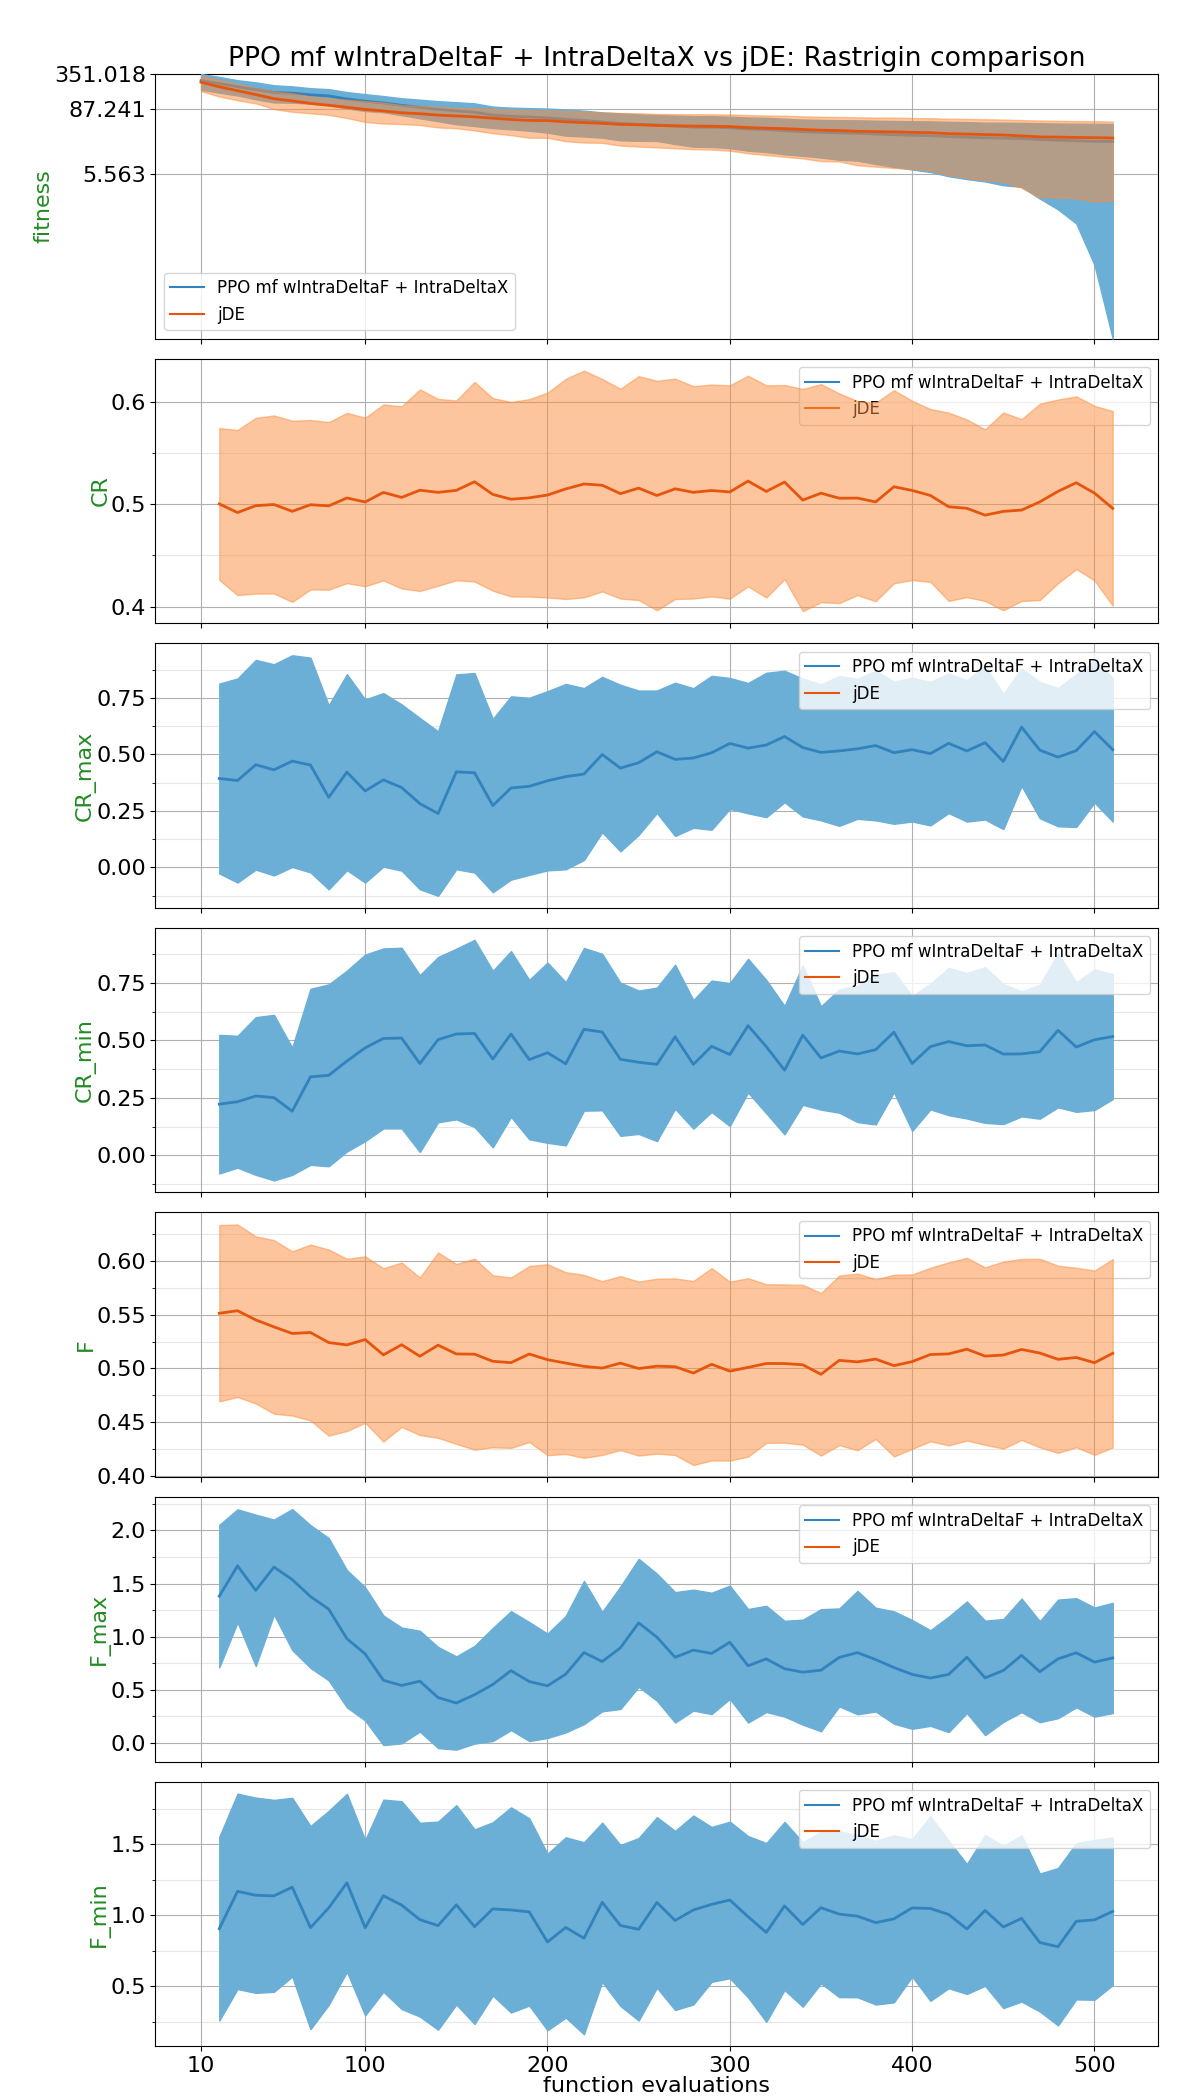 PPO mf wIntraDeltaF + IntraDeltaX vs jDE: Rastrigin comparison
351.018
87.241
5.563
fitness
PPO mf wIntraDeltaF + IntraDeltaX
jDE
0.6
0.5
0.4
CR
PPO mf wIntraDeltaF + IntraDeltaX
jDE
0.75
0.50
0.25
0.00
CR_max
PPO mf wIntraDeltaF + IntraDeltaX
jDE
0.75
0.50
0.25
0.00
CR_min
PPO mf wIntraDeltaF + IntraDeltaX
jDE
0.60
0.55
0.50
0.45
0.40
F
PPO mf wIntraDeltaF + IntraDeltaX
jDE
2.0
1.5
1.0
0.5
0.0
F_max
PPO mf wIntraDeltaF + IntraDeltaX
jDE
1.5
1.0
0.5
F_min
PPO mf wIntraDeltaF + IntraDeltaX
jDE
10 100 200 300 400 500
function evaluations